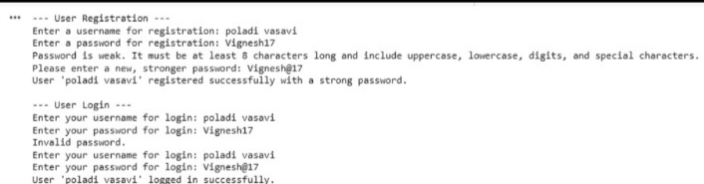 *** --- User Registration ---
Enter a username for registration: poladi vasavi
Enter a password for registration: Vignesh17
Password is weak. It must be at least 8 characters long and include uppercase, lowercase, digits, and special characters.
Please enter a new, stronger password: Vignesh@17
User 'poladi vasavi' registered successfully with a strong password.
--- User Login ---
Enter your username for login: poladi vasavi
Enter your password for login: Vignesh17
Invalid password.
Enter your username for login: poladi vasavi
Enter your password for login: Vignesh@17
User 'poladi vasavi' logged in successfully.